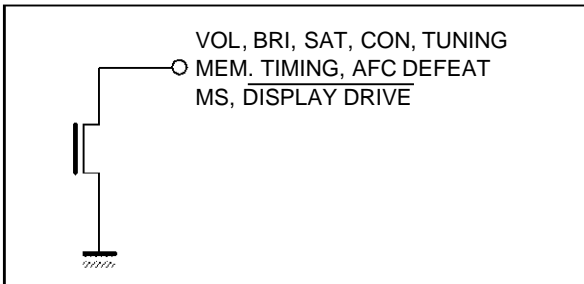 VOL, BRI, SAT, CON, TUNING
MEM. TIMING, AFC DEFEAT
MS, DISPLAY DRIVE